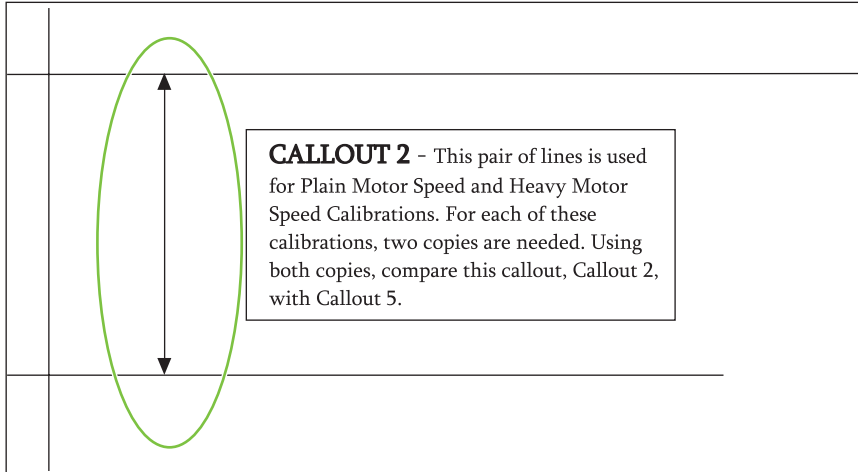 CALLOUT 2 - This pair of lines is used
for Plain Motor Speed and Heavy Motor
Speed Calibrations. For each of these
calibrations, two copies are needed. Using
both copies, compare this callout, Callout 2,
with Callout 5.